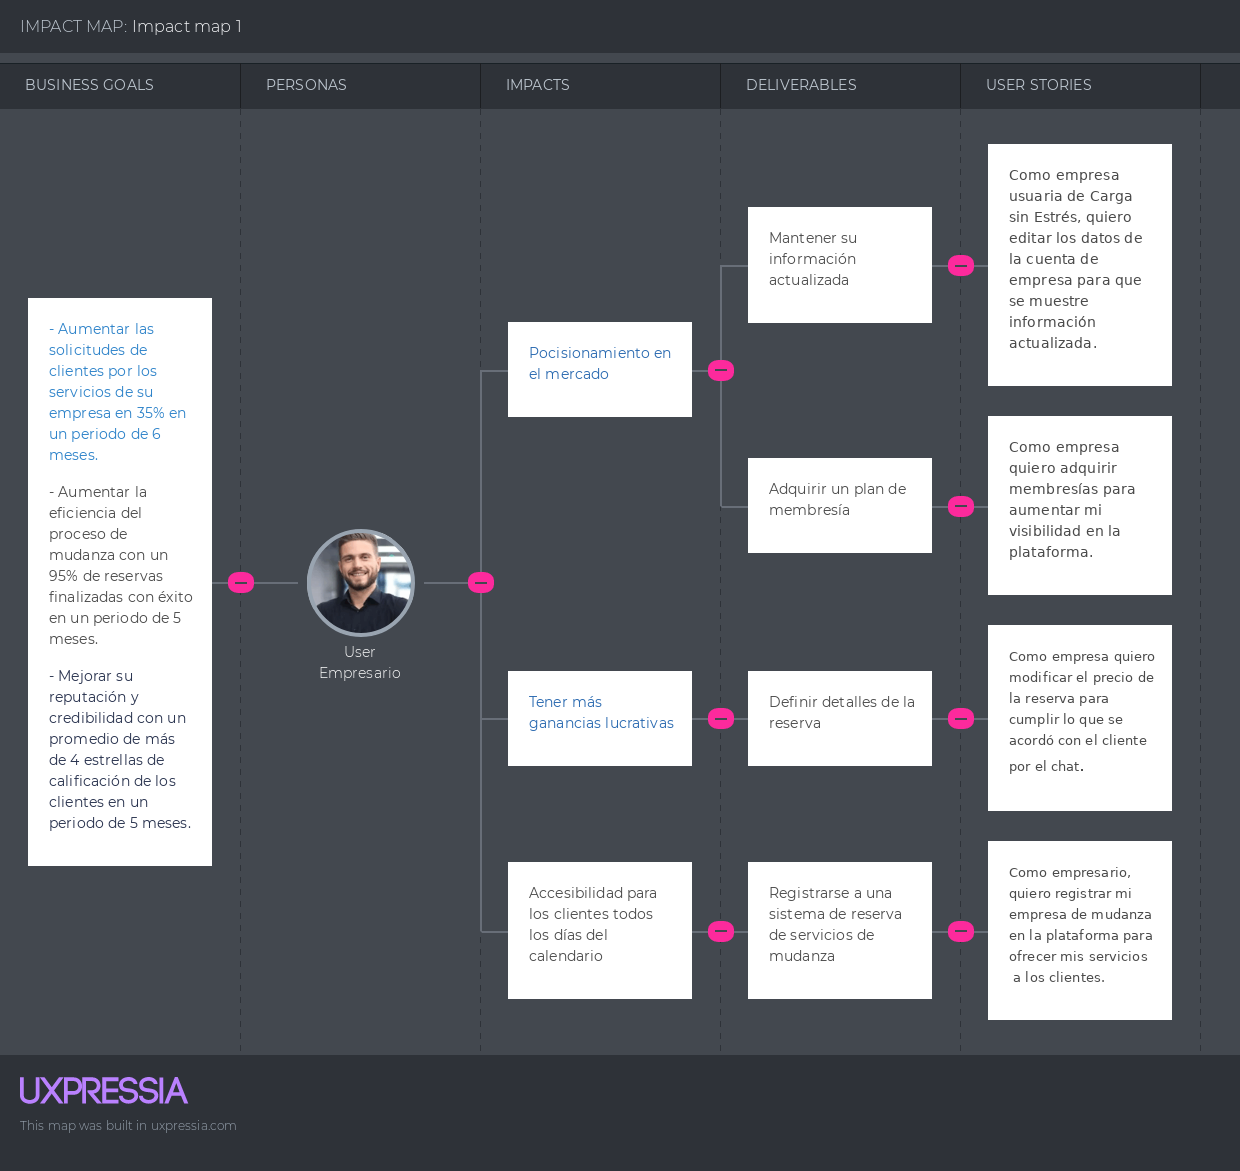 IMPACT MAP: Impact map 1
BUSINESS GOALS
PERSONAS
IMPACTS
DELIVERABLES
USER STORIES
- Aumentar las
solicitudes de
clientes por los
servicios de su
empresa en 35% en
un periodo de 6
meses.
- Aumentar la
eficiencia del
proceso de
mudanza con un
95% de reservas
finalizadas con éxito
en un periodo de 5
meses.
- Mejorar su
reputación y
credibilidad con un
promedio de más
de 4 estrellas de
calificación de los
clientes en un
periodo de 5 meses.
User
Empresario
Pocisionamiento en
el mercado
Mantener su
información
actualizada
Como empresa
usuaria de Carga
sin Estrés, quiero
editar los datos de
la cuenta de
empresa para que
se muestre
información
actualizada.
Adquirir un plan de
membresía
Como empresa
quiero adquirir
membresías para
aumentar mi
visibilidad en la
plataforma.
Tener más
ganancias lucrativas
Definir detalles de la
reserva
Como empresa quiero
modificar el precio de
la reserva para
cumplir lo que se
acordó con el cliente
por el chat.
Accesibilidad para
los clientes todos
los días del
calendario
Registrarse a una
sistema de reserva
de servicios de
mudanza
Como empresario,
quiero registrar mi
empresa de mudanza
en la plataforma para
ofrecer mis servicios
a los clientes.
UXPRESSIA
This map was built in uxpressia.com